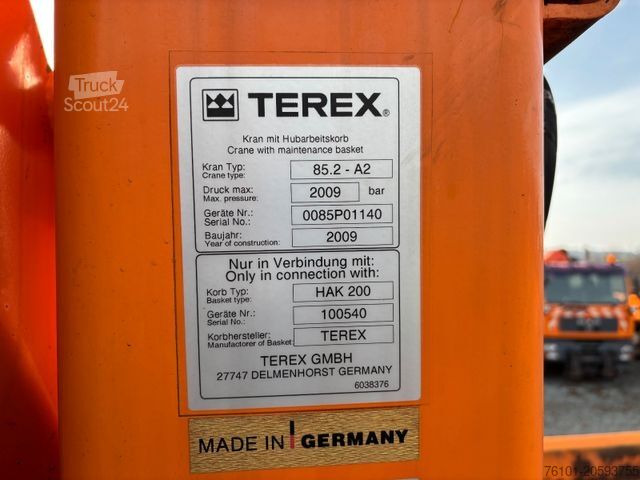 Truck
Scout24
TEREX®
Kran mit Hubarbeitskorb
Crane with maintenance basket
Kran Typ: 85.2 - A2
Crane type:
Druck max: 2009 bar
Max. pressure:
Geräte Nr.: 0085P01140
Serial No.:
Baujahr: 2009
Year of construction:
Nur in Verbindung mit:
Only in connection with:
Korb Typ: HAK 200
Basket type:
Geräte Nr.: 100540
Serial No.:
Korbhersteller: TEREX
Manufacturer of Basket:
TEREX GMBH
27747 DELMENHORST GERMANY
6038376
MADE IN GERMANY
76101-20593755